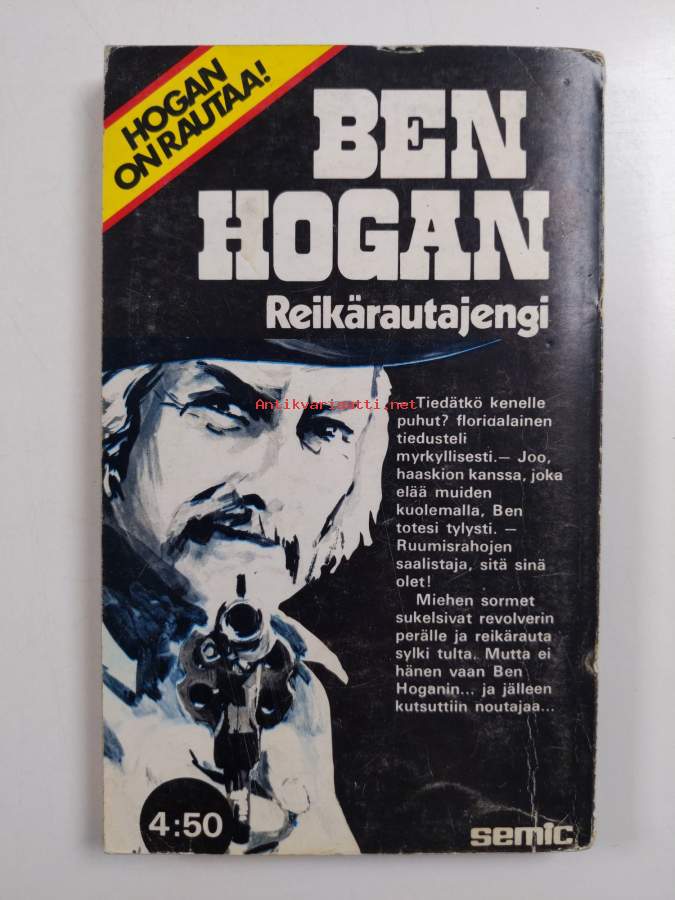 HOGAN
ON RAUTAA!
BEN
HOGAN
Reikärautajengi
Antikvariaatti.net
Tiedätkö kenelle
puhut? floridalainen
tiedusteli
myrkyllisesti.— Joo,
haaskion kanssa, joka
elää muiden
kuolemalla, Ben
totesi tylysti. —
Ruumisrahojen
saalistaja, sitä sinä
olet!
Miehen sormet
sukelsivat revolverin
perälle ja reikärauta
sylki tulta. Mutta ei
hänen vaan Ben
Hoganin... ja jälleen
kutsuttiin noutajaa...
4:50
semic